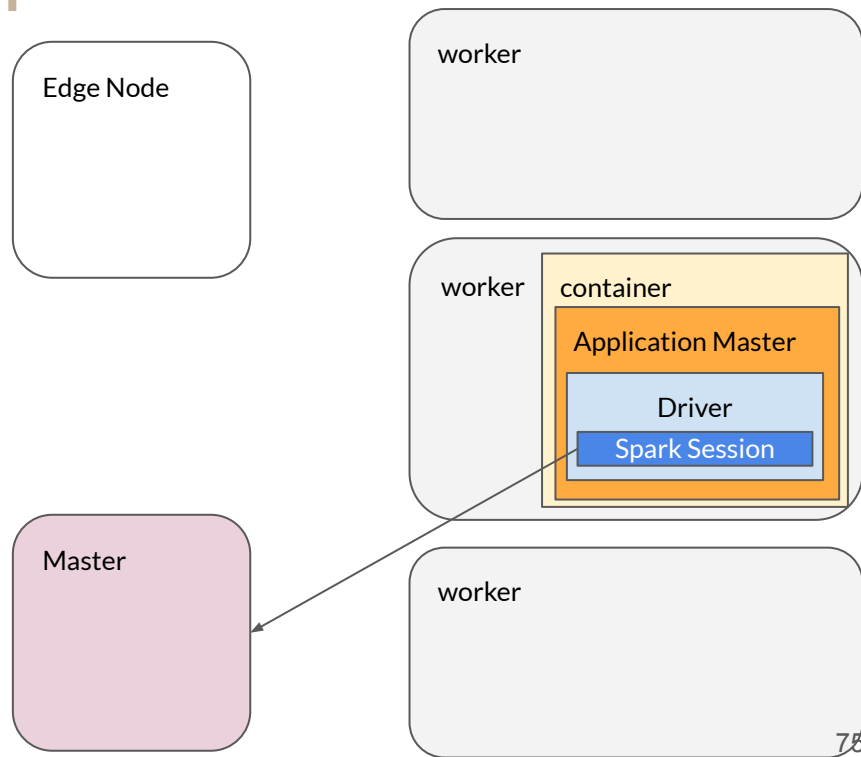 Edge Node
worker
worker
container
Application Master
Driver
Spark Session
Master
worker
75